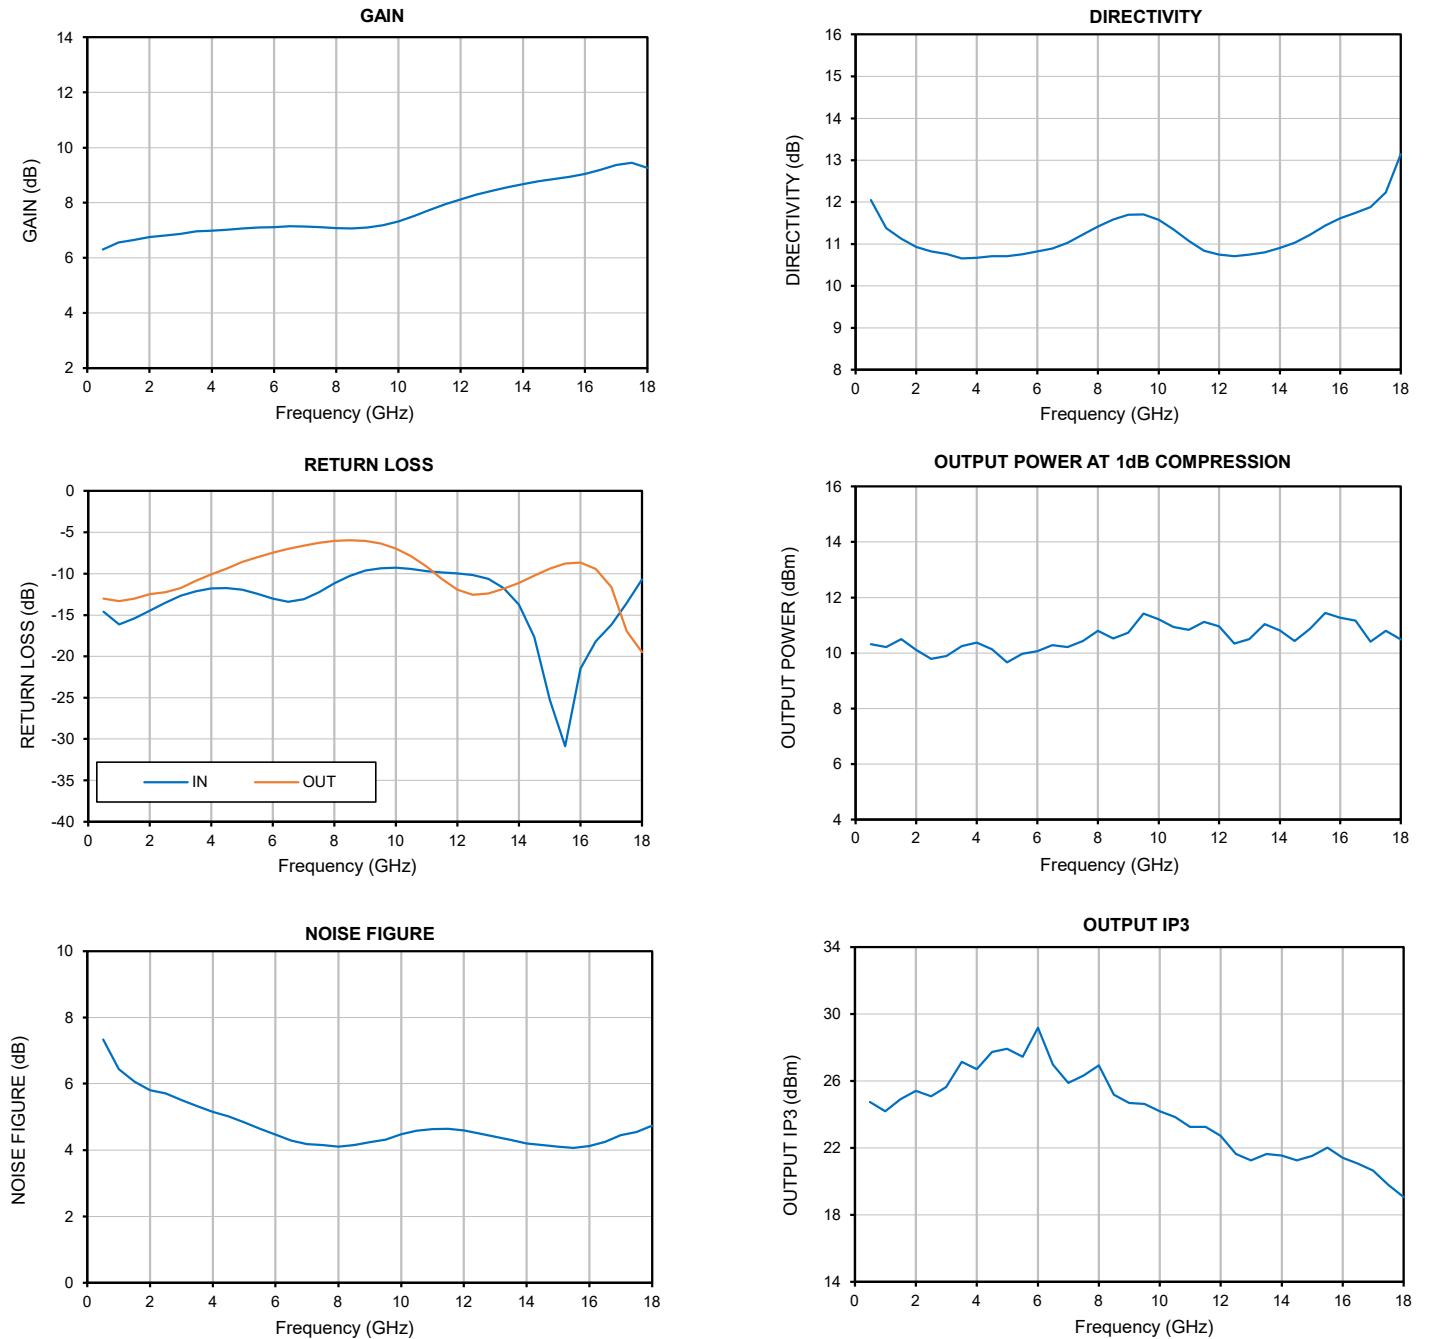 GAIN
14
12
10
8
6
4
2
GAIN (dB)
0 2 4 6 8 10 12 14 16 18
Frequency (GHz)
DIRECTIVITY
16
15
14
13
12
11
10
9
8
DIRECTIVITY (dB)
0 2 4 6 8 10 12 14 16 18
Frequency (GHz)
RETURN LOSS
0
-5
-10
-15
-20
-25
-30
-35
-40
RETURN LOSS (dB)
IN OUT
0 2 4 6 8 10 12 14 16 18
Frequency (GHz)
OUTPUT POWER AT 1dB COMPRESSION
16
14
12
10
8
6
4
OUTPUT POWER (dBm)
0 2 4 6 8 10 12 14 16 18
Frequency (GHz)
NOISE FIGURE
10
8
6
4
2
0
NOISE FIGURE (dB)
0 2 4 6 8 10 12 14 16 18
Frequency (GHz)
OUTPUT IP3
34
30
26
22
18
14
OUTPUT IP3 (dBm)
0 2 4 6 8 10 12 14 16 18
Frequency (GHz)